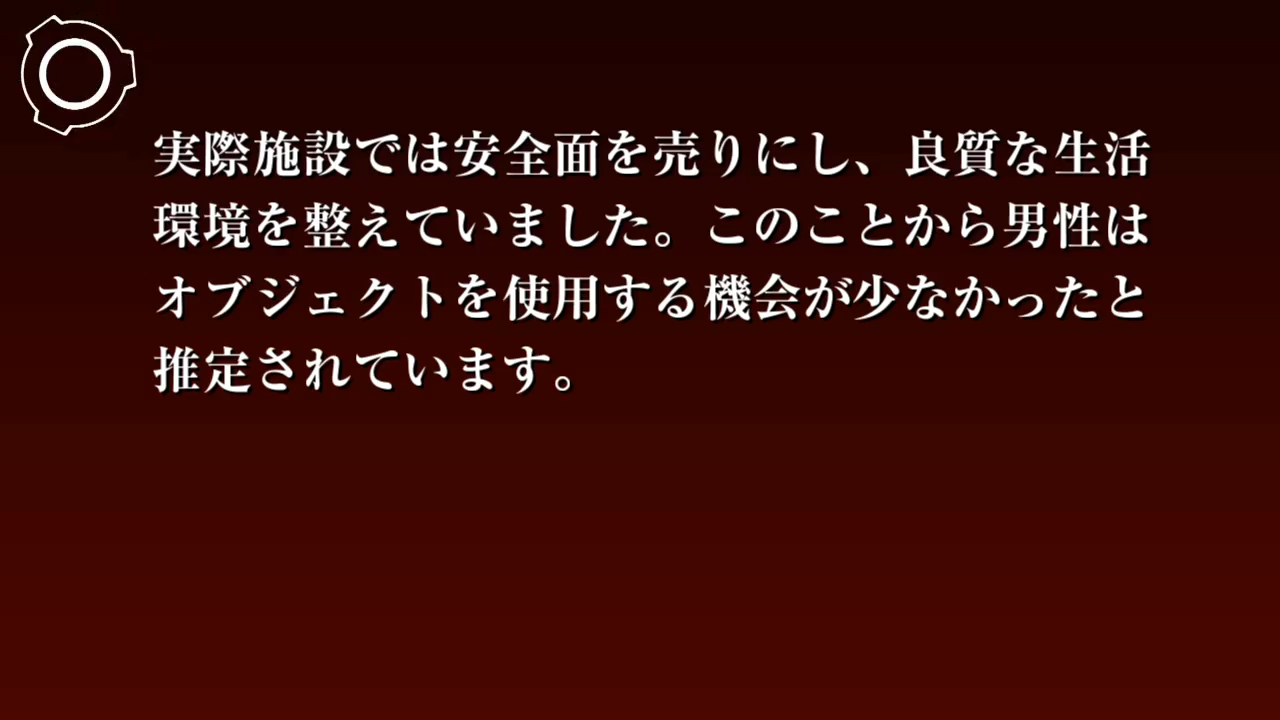 実際施設では安全面を売りにし、良質な生活
環境を整えていました。このことから男性は
オブジェクトを使用する機会が少なかったと
推定されています。